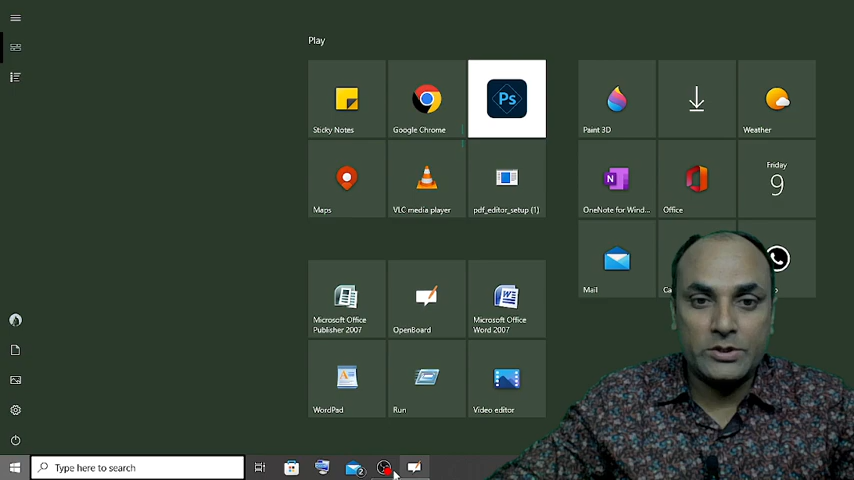 Play
Sticky Notes
Google Chrome
Ps
Paint 3D
Weather
Maps
VLC media player
pdf_editor_setup (1)
OneNote for Wind...
Office
Friday
9
Mail
Microsoft Office
Publisher 2007
OpenBoard
Microsoft Office
Word 2007
WordPad
Run
Video editor
Type here to search
2